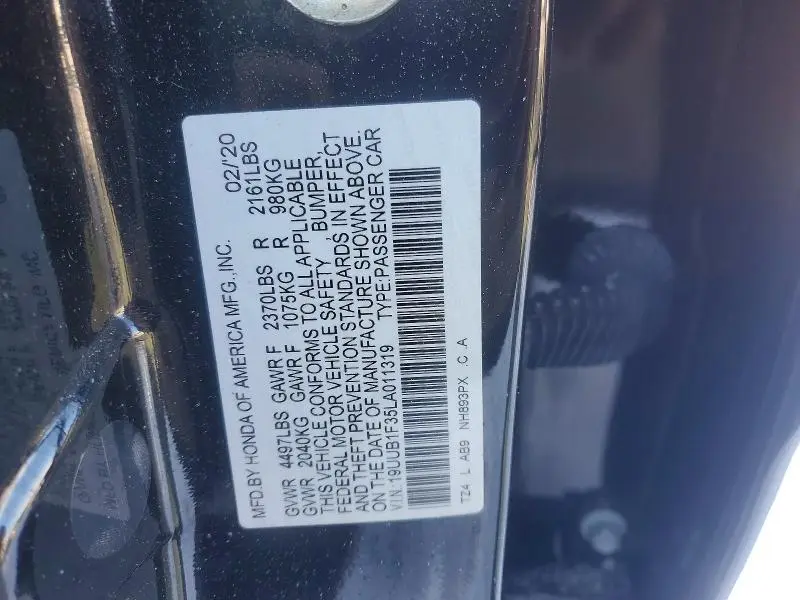 MFD.BY HONDA OF AMERICA MFG.,INC. 02/'20
GVWR 4497LBS GAWR F 2370LBS R 2161LBS
GVWR 2040KG GAWR F 1075KG R 980KG
THIS VEHICLE CONFORMS TO ALL APPLICABLE
FEDERAL MOTOR VEHICLE SAFETY, BUMPER,
AND THEFT PREVENTION STANDARDS IN EFFECT
ON THE DATE OF MANUFACTURE SHOWN ABOVE.
V.I.N.:19UUB1F35LA011319 TYPE:PASSENGER CAR
TZ4 L AB9 NH893PX .C .A